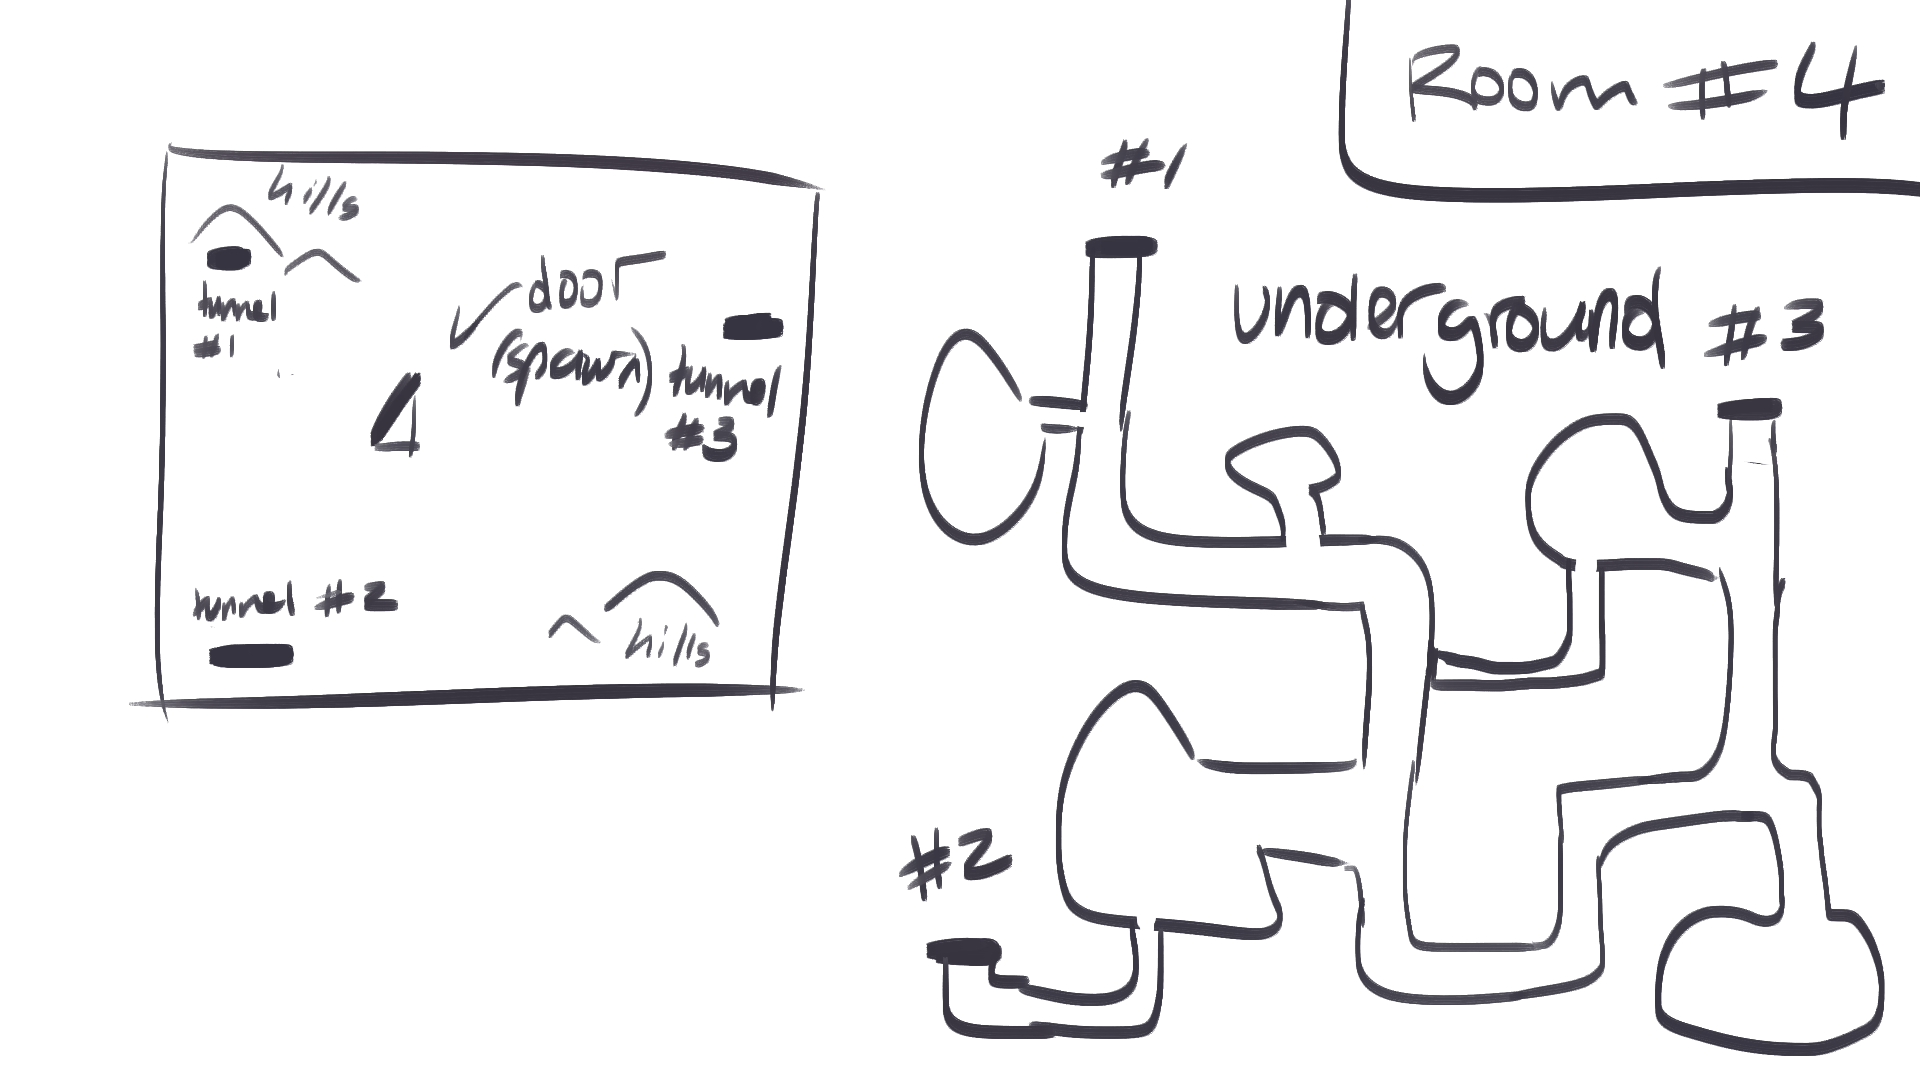 Room #4
hills
tunnel
#1
door
(spawn)
tunnel
#3
tunnel #2
hills
#1
underground
#3
#2